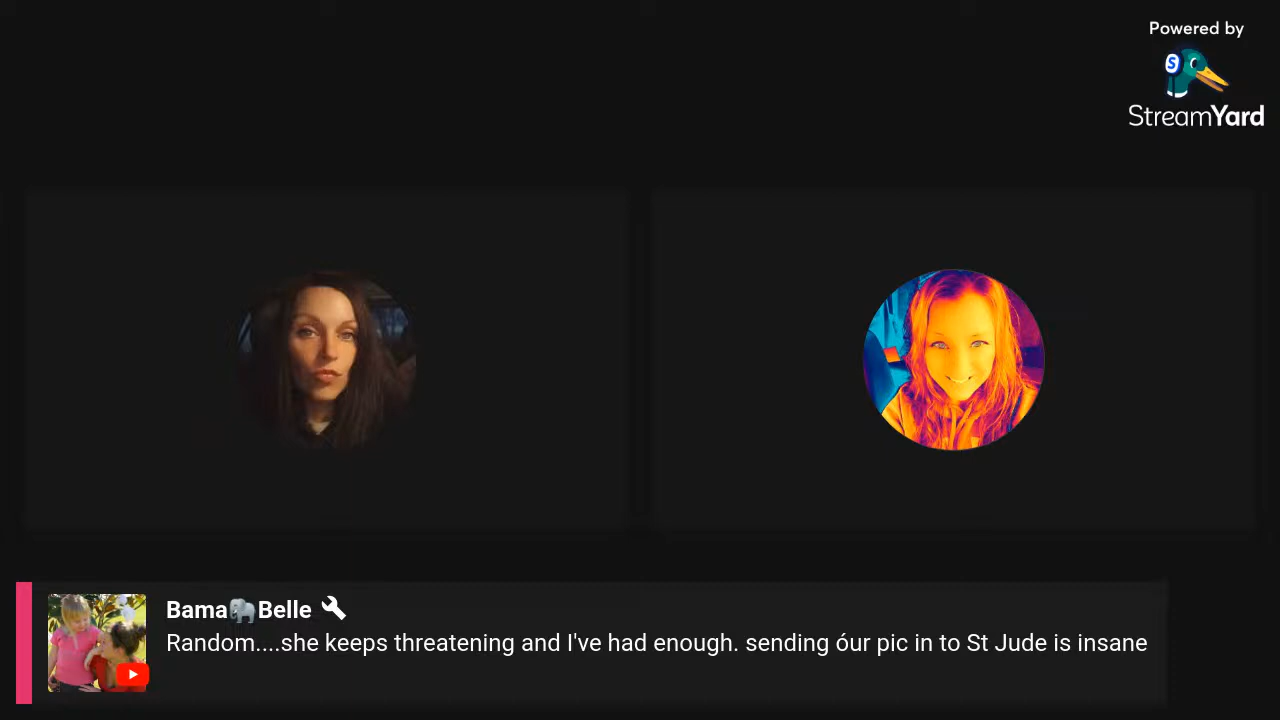 Powered by
S
StreamYard
Bama🐘Belle 🔧
Random....she keeps threatening and I've had enough. sending óur pic in to St Jude is insane